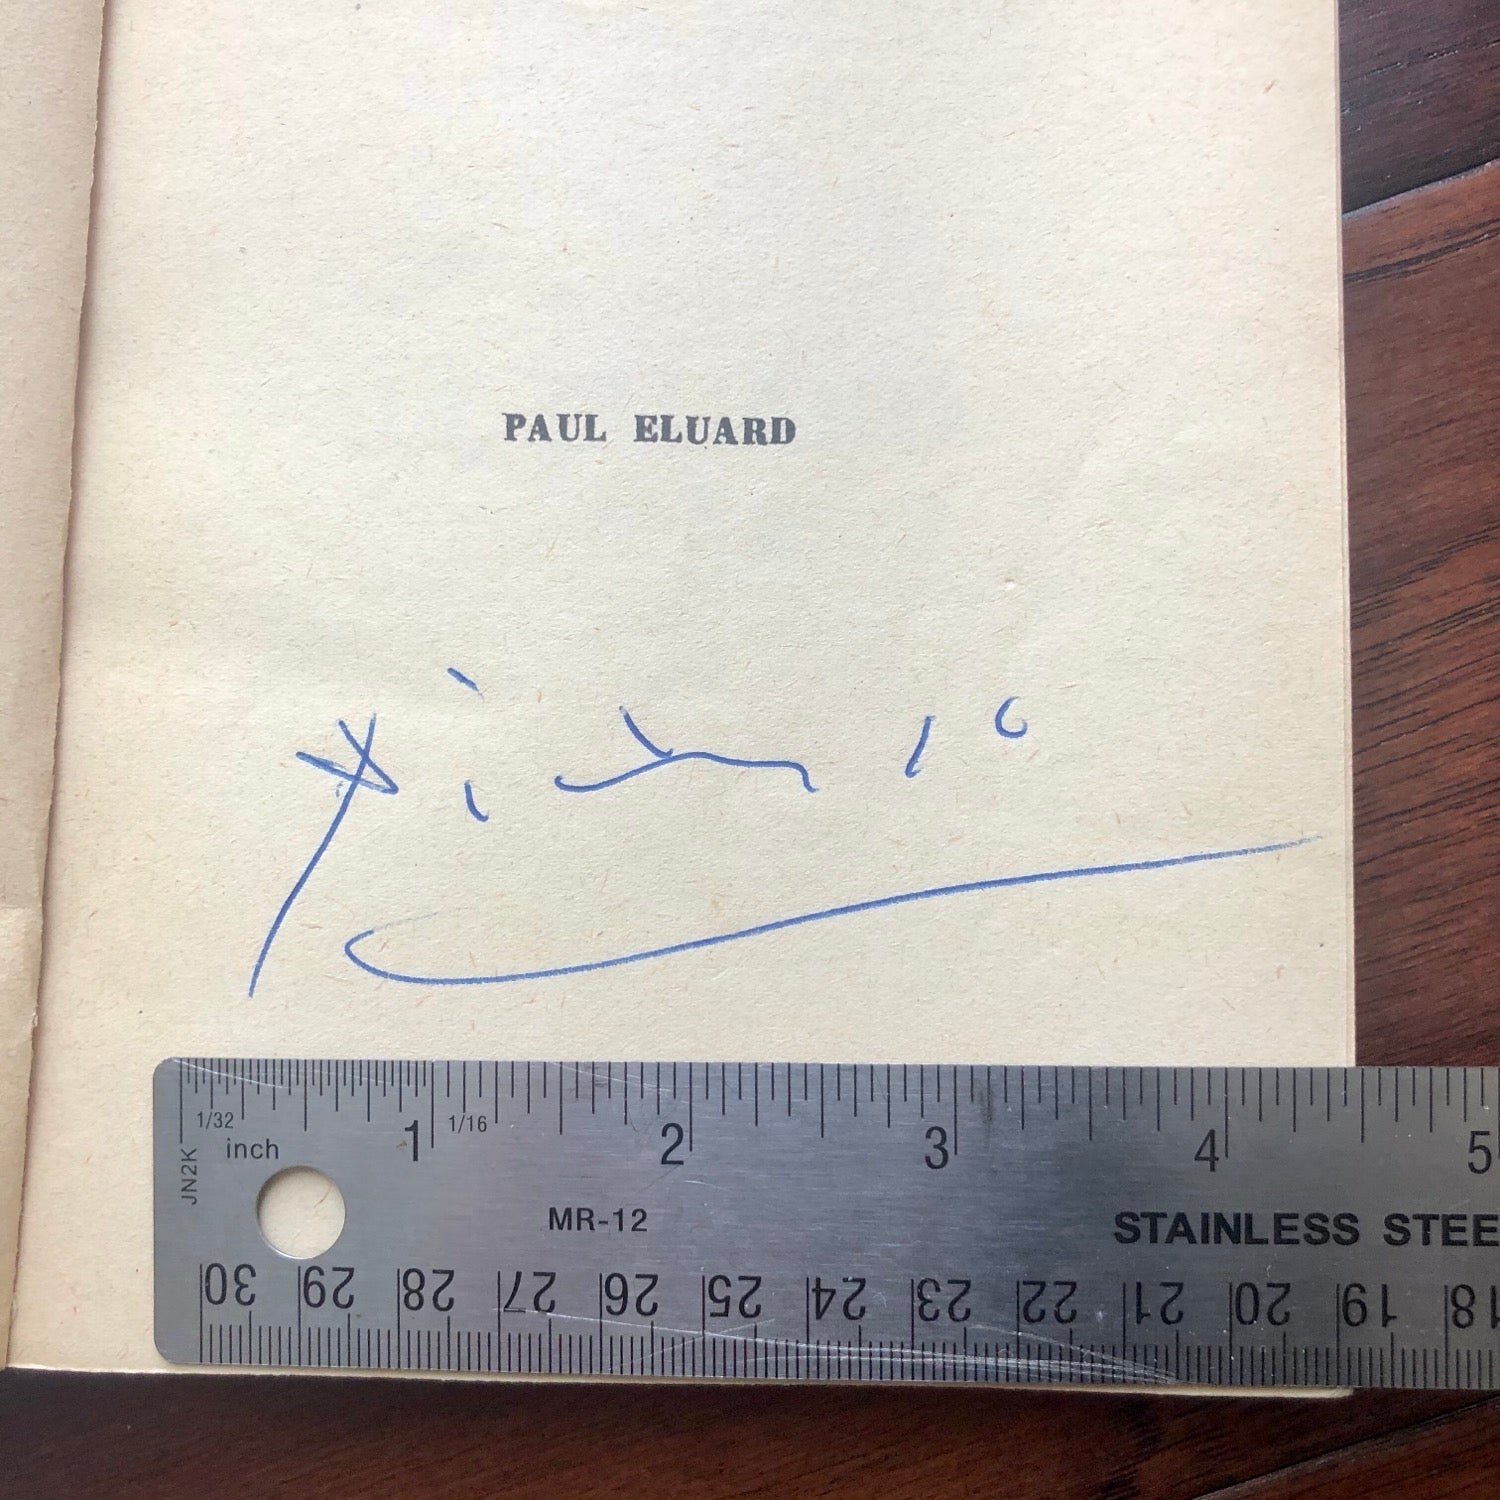 PAUL ELUARD
Picasso
1/32
1/16
inch
1 2 3 4 5
JN2K
MR-12
STAINLESS STEE
30 29 28 27 26 25 24 23 22 21 20 19 18